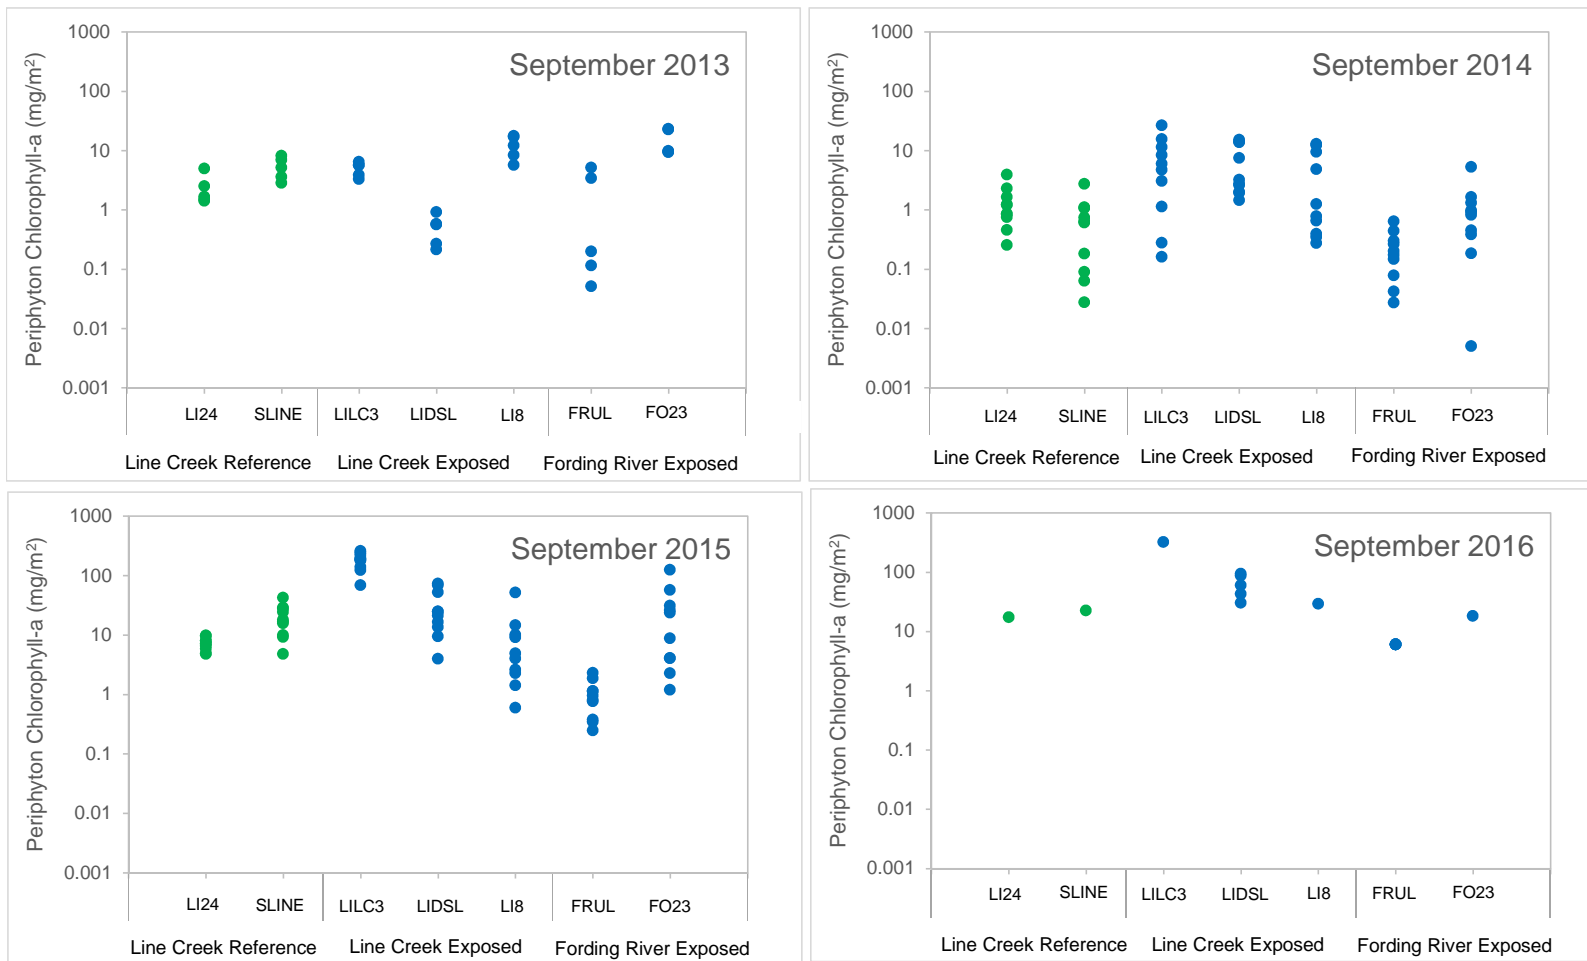 September 2013
Periphyton Chlorophyll-a (mg/m²)
1000
100
10
1
0.1
0.01
0.001
LI24 SLINE LILC3 LIDSL LI8 FRUL FO23
Line Creek Reference Line Creek Exposed Fording River Exposed
September 2014
Periphyton Chlorophyll-a (mg/m²)
1000
100
10
1
0.1
0.01
0.001
LI24 SLINE LILC3 LIDSL LI8 FRUL FO23
Line Creek Reference Line Creek Exposed Fording River Exposed
September 2015
Periphyton Chlorophyll-a (mg/m²)
1000
100
10
1
0.1
0.01
0.001
LI24 SLINE LILC3 LIDSL LI8 FRUL FO23
Line Creek Reference Line Creek Exposed Fording River Exposed
September 2016
Periphyton Chlorophyll-a (mg/m²)
1000
100
10
1
0.1
0.01
0.001
LI24 SLINE LILC3 LIDSL LI8 FRUL FO23
Line Creek Reference Line Creek Exposed Fording River Exposed